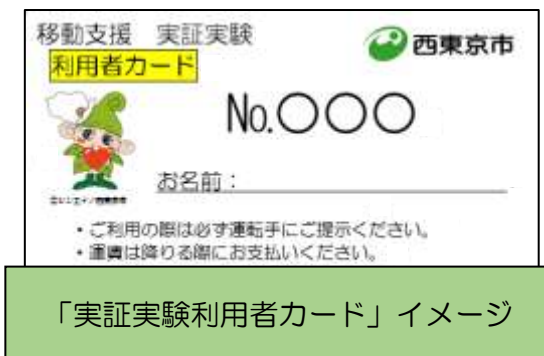 移動支援 実証実験
西東京市
利用者カード
No.〇〇〇
お名前:
・ご利用の際は必ず運転手にご提示ください。
・運賃は降りる際にお支払いください。
「実証実験利用者カード」イメージ